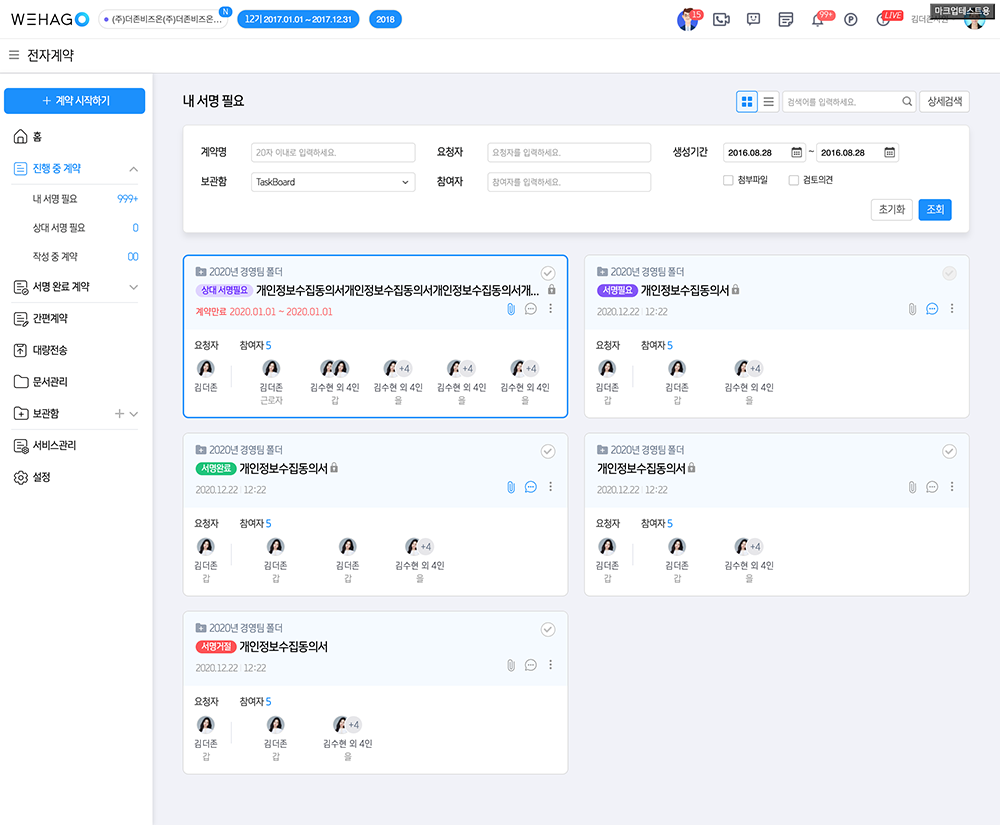 WEHAGO
(주)더존비즈온(주)더존비즈온...
N
12기 2017.01.01 ~ 2017.12.31
2018
15
99+
LIVE
마크업테스트용
전자계약
계약 시작하기
홈
진행 중 계약
내 서명 필요 999+
상대 서명 필요 0
작성 중 계약 00
서명 완료 계약
간편계약
대량전송
문서관리
보관함
서비스관리
설정
내 서명 필요
검색어를 입력하세요.
상세검색
계약명 20자 이내로 입력하세요.
요청자 요청자를 입력하세요.
생성기간 2016.08.28 ~ 2016.08.28
보관함 TaskBoard
참여자 참여자를 입력하세요.
첨부파일 검토의견
초기화 조회
2020년 경영팀 폴더
상대 서명필요 개인정보수집동의서개인정보수집동의서개인정보수집동의서개...
계약만료 2020.01.01 ~ 2020.01.01
요청자 참여자 5
+4 +4 +4
김더존 김더존 김수현 외 4인 김수현 외 4인 김수현 외 4인 김수현 외 4인
근로자 갑 을 을 을
2020년 경영팀 폴더
서명필요 개인정보수집동의서
2020.12.22 12:22
요청자 참여자 5
+4
김더존 김더존 김수현 외 4인
갑 갑 을
2020년 경영팀 폴더
서명완료 개인정보수집동의서
2020.12.22 12:22
요청자 참여자 5
+4
김더존 김더존 김더존 김수현 외 4인
갑 갑 갑 을
2020년 경영팀 폴더
개인정보수집동의서
2020.12.22 12:22
요청자 참여자 5
+4
김더존 김더존 김수현 외 4인
갑 갑 을
2020년 경영팀 폴더
서명거절 개인정보수집동의서
2020.12.22 12:22
요청자 참여자 5
+4
김더존 김더존 김수현 외 4인
갑 갑 을